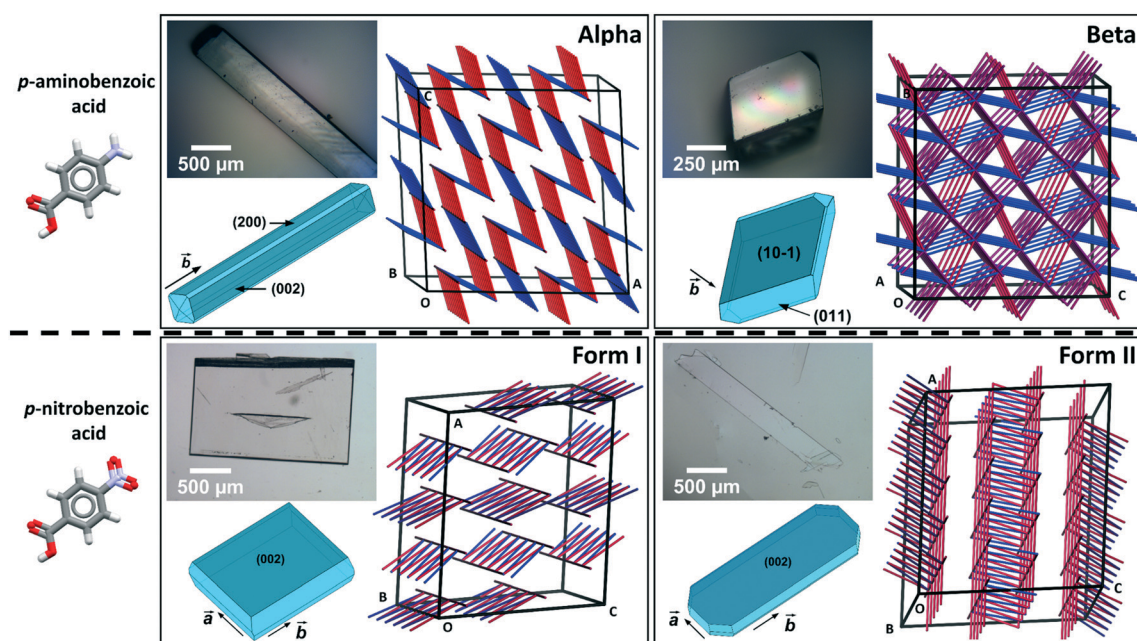 p-aminobenzoic
acid
Alpha
500 µm
(200)
b
(002)
C
B
O
A
Beta
250 µm
(10-1)
b
(011)
B
A
O
C
p-nitrobenzoic
acid
Form I
500 µm
(002)
a
b
A
B
O
C
Form II
500 µm
(002)
a
b
A
O
B
C